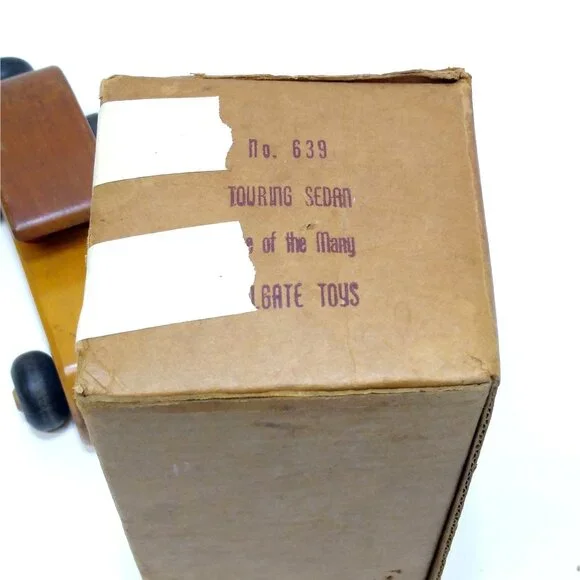 No. 639
TOURING SEDAN
of the Many
LGATE TOYS